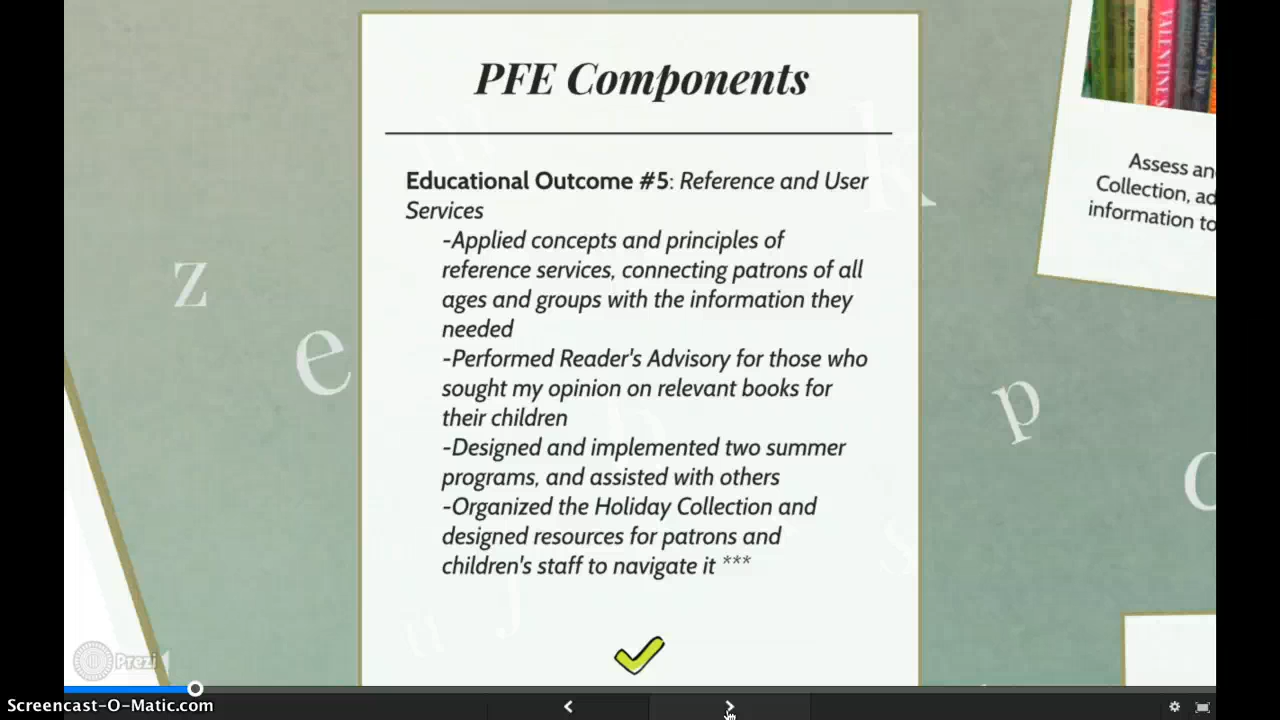 PFE Components
Educational Outcome #5: Reference and User
Services
-Applied concepts and principles of
reference services, connecting patrons of all
ages and groups with the information they
needed
-Performed Reader's Advisory for those who
sought my opinion on relevant books for
their children
-Designed and implemented two summer
programs, and assisted with others
-Organized the Holiday Collection and
designed resources for patrons and
children's staff to navigate it ***
VALENTINES
Valentine's Day
Assess an
Collection, ad
information to
z
e
k
p
Prezi
Screencast-O-Matic.com